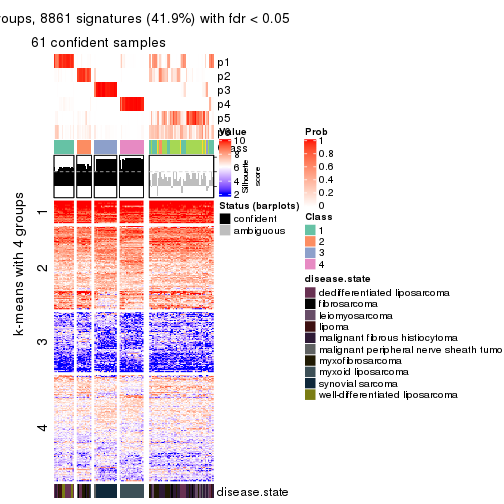 roups, 8861 signatures (41.9%) with fdr < 0.05
61 confident samples
p1
p2
p3
p4
p5
Value
10
8
6
4
2
Silhouette
score
Prob
1
0.8
0.6
0.4
0.2
0
Status (barplots)
confident
ambiguous
Class
1
2
3
4
disease.state
dedifferentiated liposarcoma
fibrosarcoma
leiomyosarcoma
lipoma
malignant fibrous histiocytoma
malignant peripheral nerve sheath tumo
myxofibrosarcoma
myxoid liposarcoma
synovial sarcoma
well-differentiated liposarcoma
k-means with 4 groups
1
2
3
4
disease.state